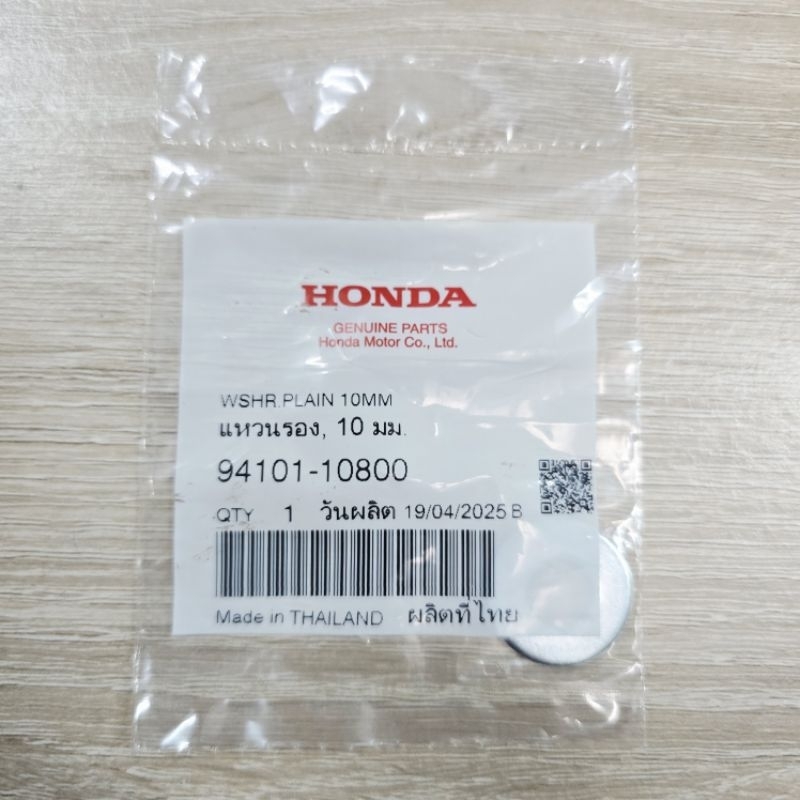 HONDA
GENUINE PARTS
Honda Motor Co., Ltd.
WSHR.PLAIN 10MM
แหวนรอง, 10 มม.
94101-10800
QTY 1 วันผลิต 19/04/2025 B
Made in THAILAND ผลิตที่ไทย